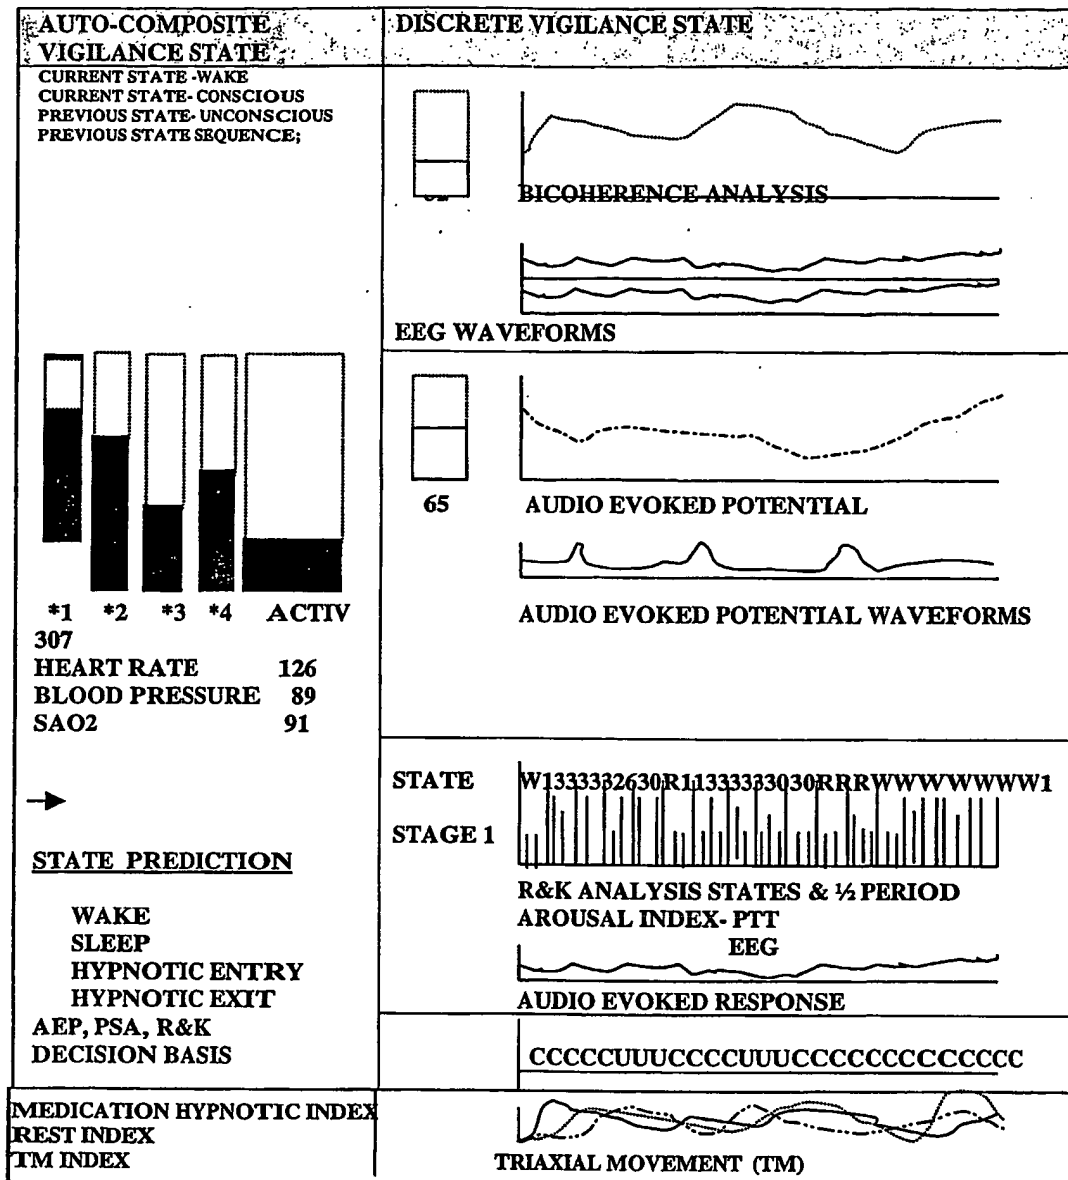 AUTO-COMPOSITE
VIGILANCE STATE
CURRENT STATE -WAKE
CURRENT STATE- CONSCIOUS
PREVIOUS STATE- UNCONSCIOUS
PREVIOUS STATE SEQUENCE;
*1 *2 *3 *4 ACTIV
307
HEART RATE 126
BLOOD PRESSURE 89
SAO2 91
STATE PREDICTION
WAKE
SLEEP
HYPNOTIC ENTRY
HYPNOTIC EXIT
AEP, PSA, R&K
DECISION BASIS
MEDICATION HYPNOTIC INDEX
REST INDEX
TM INDEX
DISCRETE VIGILANCE STATE
BICOHERENCE ANALYSIS
EEG WAVEFORMS
65 AUDIO EVOKED POTENTIAL
AUDIO EVOKED POTENTIAL WAVEFORMS
STATE W1333332630R11333333030RRRWWWWWWWW1
STAGE 1
R&K ANALYSIS STATES & ½ PERIOD
AROUSAL INDEX- PTT
EEG
AUDIO EVOKED RESPONSE
CCCCCUUUCCCCUUUCCCCCCCCCCCCCC
TRIAXIAL MOVEMENT (TM)